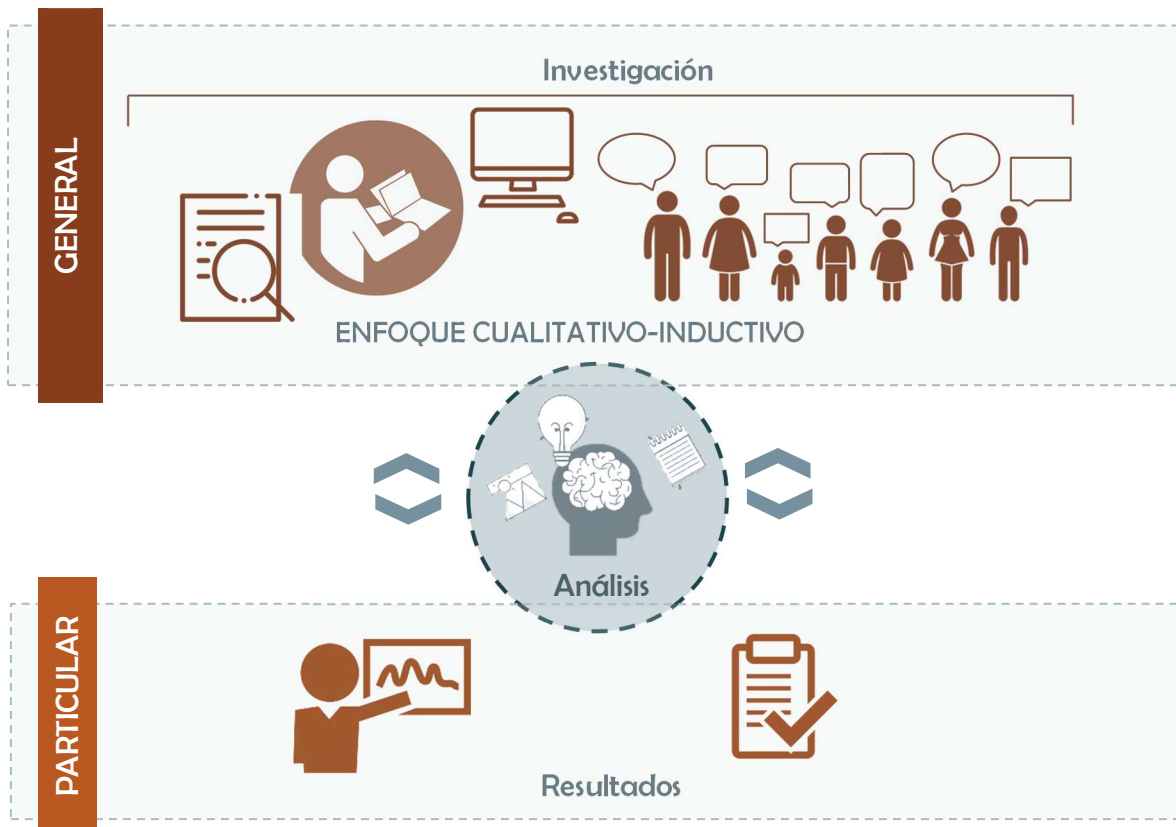 GENERAL
Investigación
ENFOQUE CUALITATIVO-INDUCTIVO
Análisis
PARTICULAR
Resultados